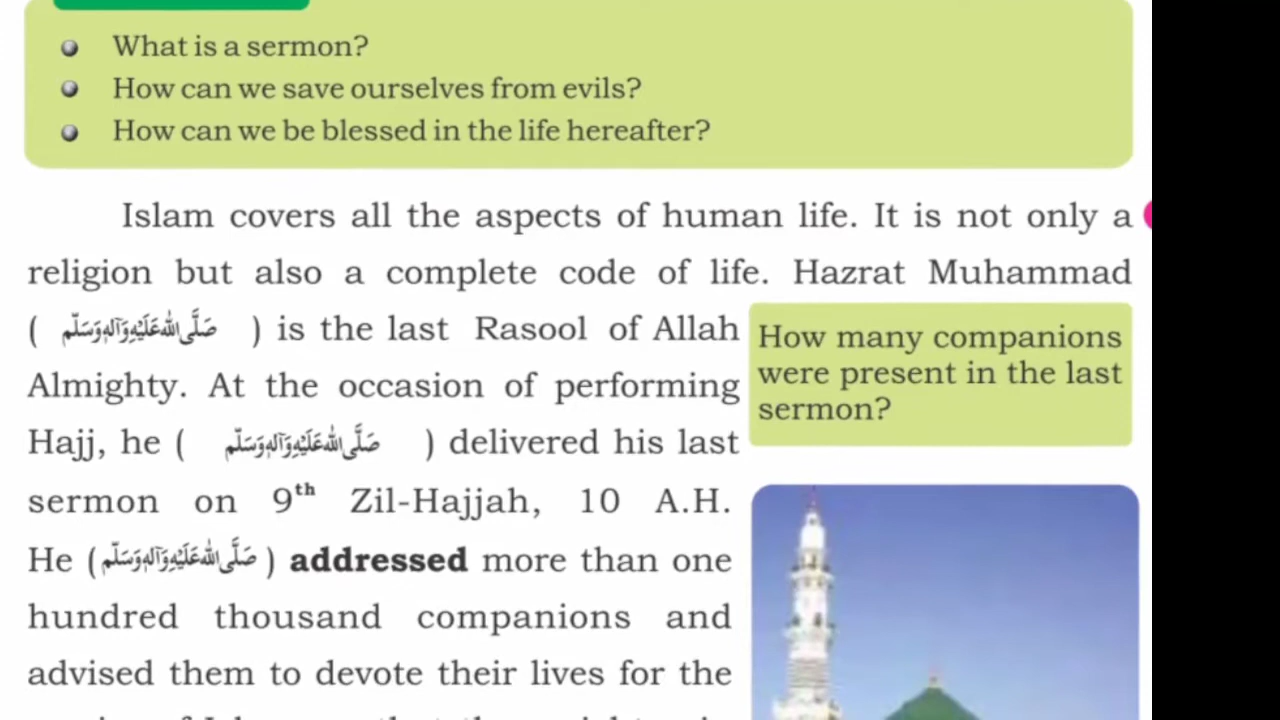 What is a sermon?
How can we save ourselves from evils?
How can we be blessed in the life hereafter?
Islam covers all the aspects of human life. It is not only a
religion but also a complete code of life. Hazrat Muhammad
( صَلَّى اللهُ عَلَيْهِ وَآلِهٖ وَسَلَّم ) is the last Rasool of Allah
Almighty. At the occasion of performing
Hajj, he ( صَلَّى اللهُ عَلَيْهِ وَآلِهٖ وَسَلَّم ) delivered his last
sermon on 9th Zil-Hajjah, 10 A.H.
He (صَلَّى اللهُ عَلَيْهِ وَآلِهٖ وَسَلَّم) addressed more than one
hundred thousand companions and
advised them to devote their lives for the
How many companions
were present in the last
sermon?